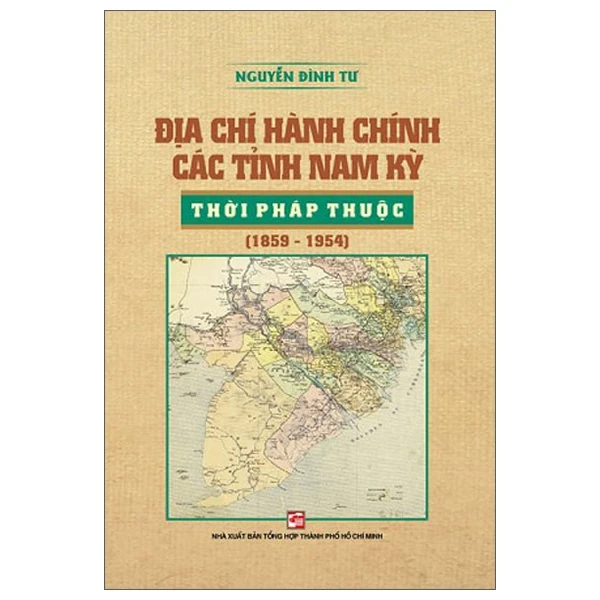 NGUYỄN ĐÌNH TƯ
ĐỊA CHÍ HÀNH CHÍNH
CÁC TỈNH NAM KỲ
THỜI PHÁP THUỘC
(1859 - 1954)
NHÀ XUẤT BẢN TỔNG HỢP THÀNH PHỐ HỒ CHÍ MINH